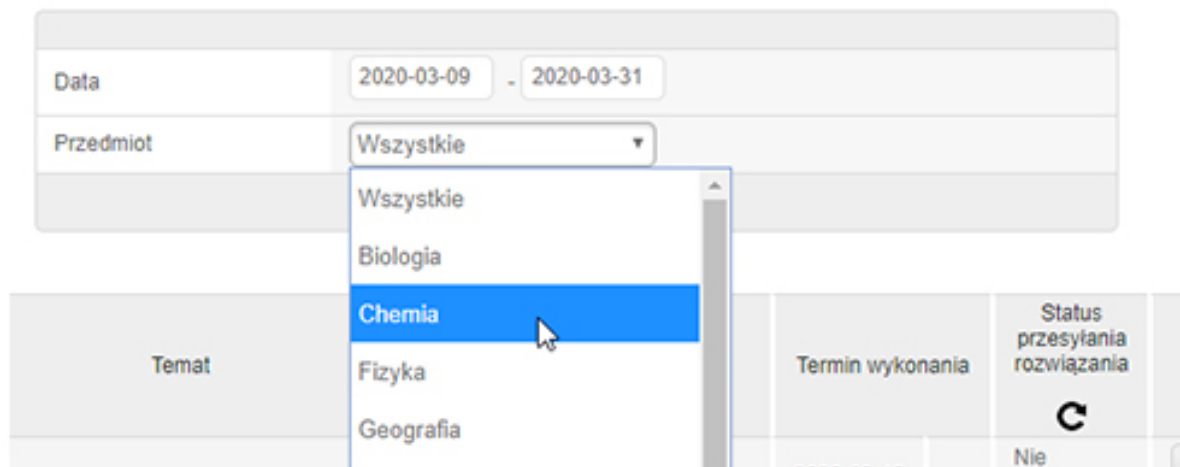 Data 2020-03-09 - 2020-03-31
Przedmiot Wszystkie
Wszystkie
Biologia
Chemia
Fizyka
Geografia
Temat
Termin wykonania
Status
przesyłania
rozwiązania
Nie